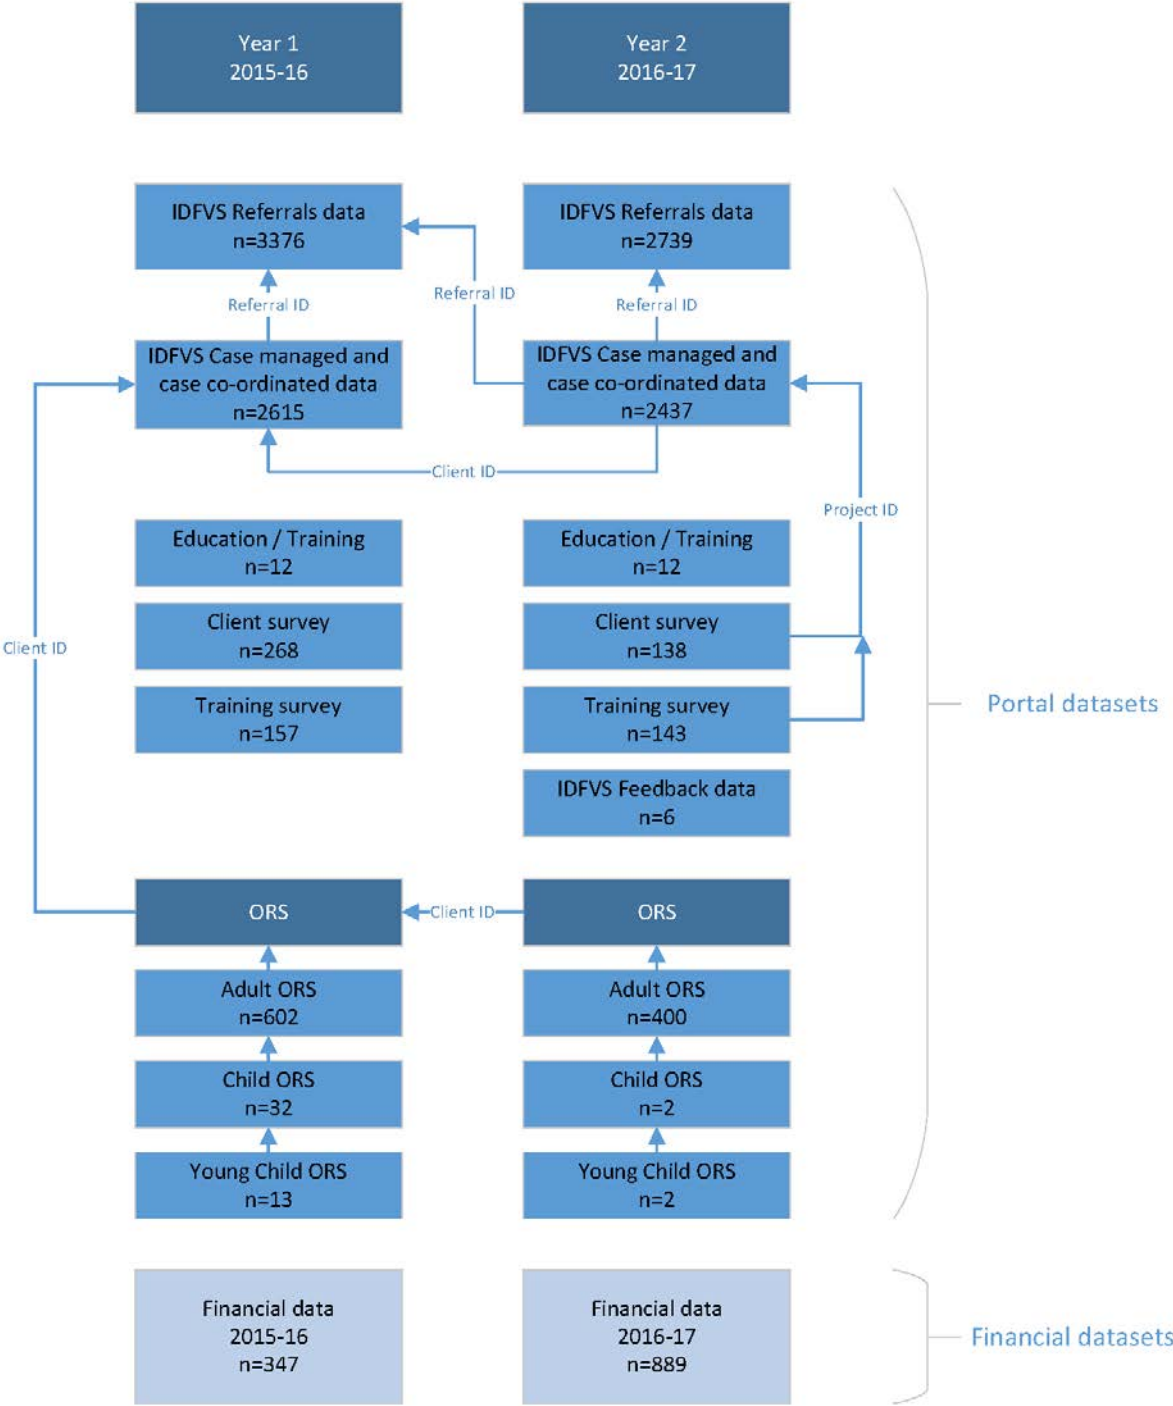 Year 1
2015-16
Year 2
2016-17
IDFVS Referrals data
n=3376
IDFVS Referrals data
n=2739
Referral ID
Referral ID
Referral ID
IDFVS Case managed and
case co-ordinated data
n=2615
IDFVS Case managed and
case co-ordinated data
n=2437
Client ID
Project ID
Education / Training
n=12
Education / Training
n=12
Client survey
n=268
Client survey
n=138
Client ID
Training survey
n=157
Training survey
n=143
Portal datasets
IDFVS Feedback data
n=6
ORS
Client ID
ORS
Adult ORS
n=602
Adult ORS
n=400
Child ORS
n=32
Child ORS
n=2
Young Child ORS
n=13
Young Child ORS
n=2
Financial data
2015-16
n=347
Financial data
2016-17
n=889
Financial datasets